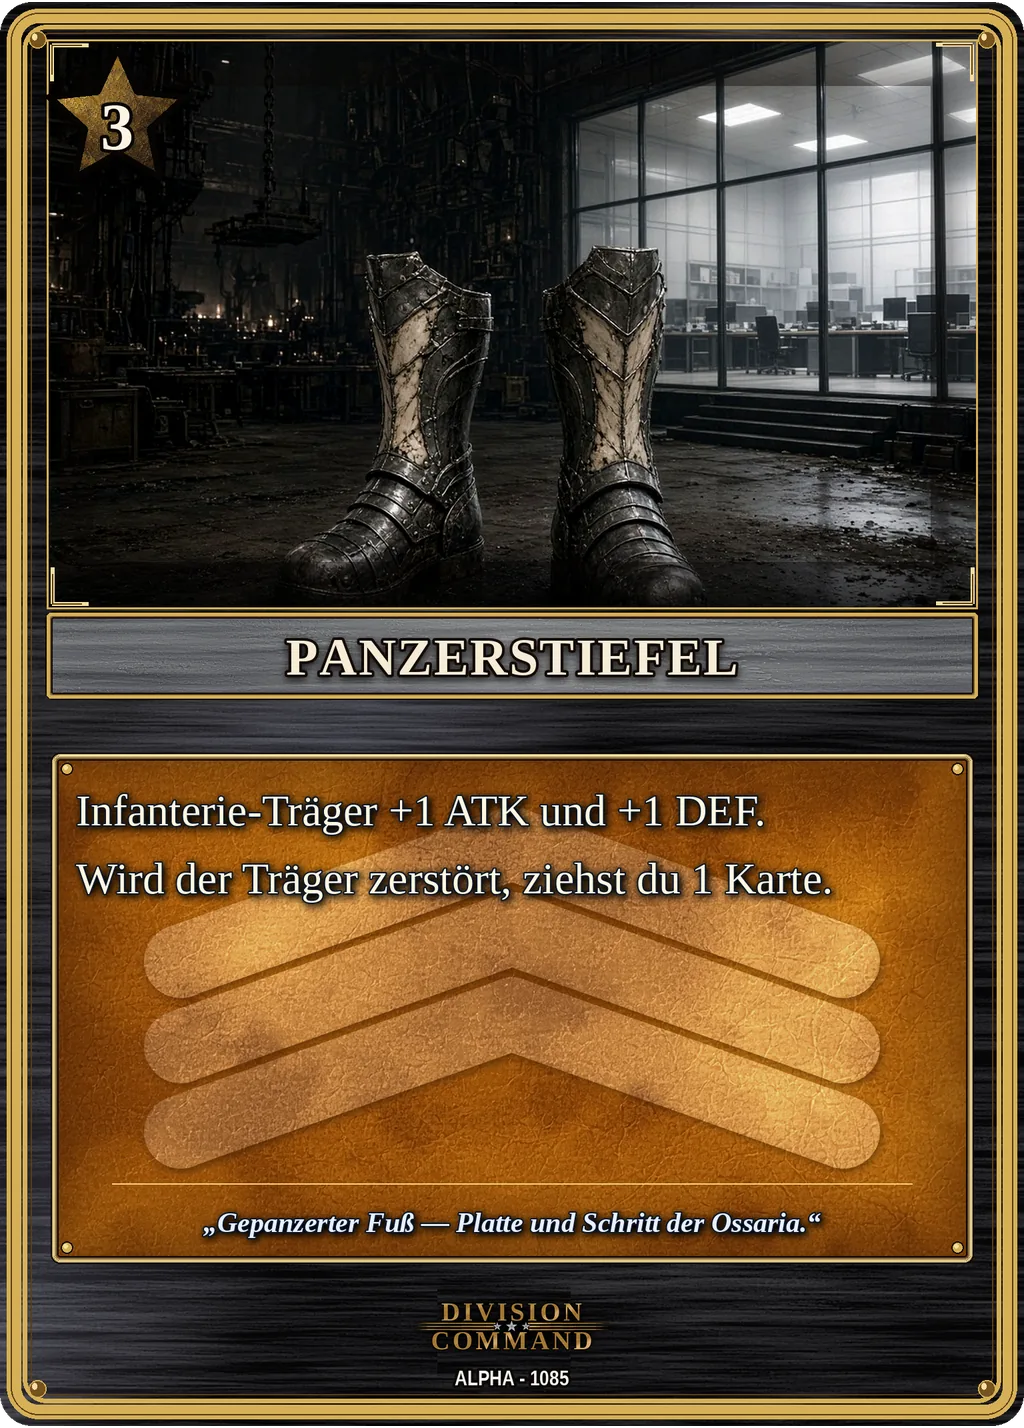 3
PANZERSTIEFEL
Infanterie-Träger +1 ATK und +1 DEF.
Wird der Träger zerstört, ziehst du 1 Karte.
„Gepanzerter Fuß — Platte und Schritt der Ossaria.“
DIVISION
COMMAND
ALPHA - 1085